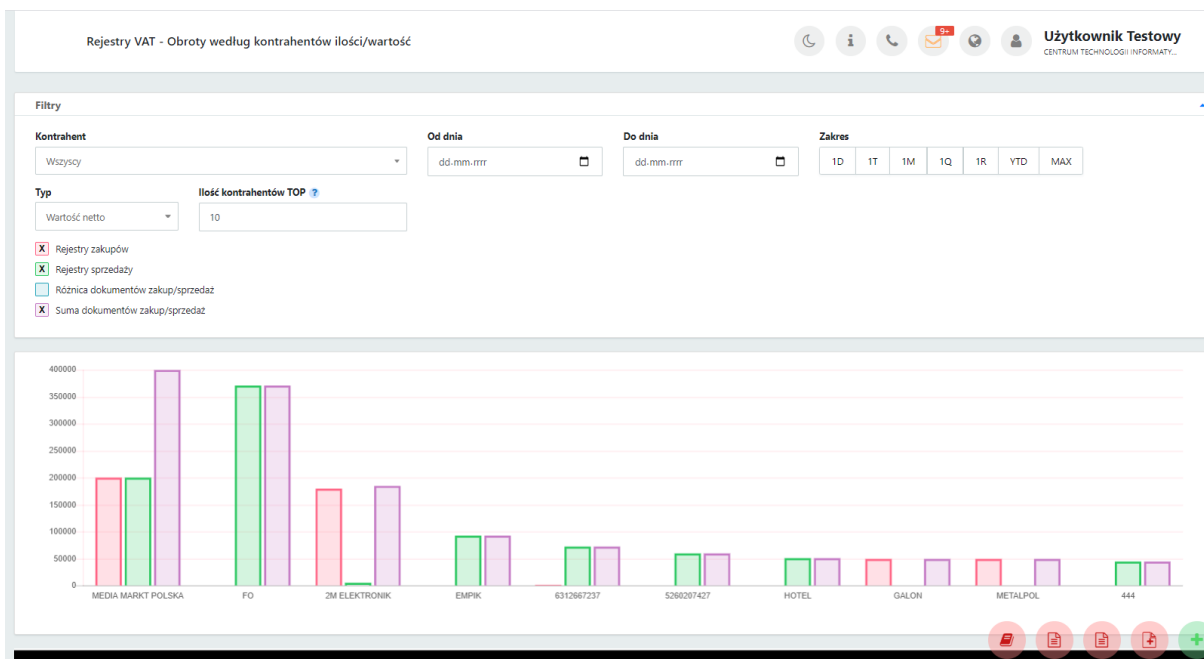 Rejestry VAT - Obroty według kontrahentów ilości/wartość
9+
Użytkownik Testowy
CENTRUM TECHNOLOGII INFORMATY...
Filtry
Kontrahent
Od dnia
Do dnia
Zakres
Wszyscy
dd-mm-rrrr
dd-mm-rrrr
1D 1T 1M 1Q 1R YTD MAX
Typ
Ilość kontrahentów TOP ?
Wartość netto
10
X Rejestry zakupów
X Rejestry sprzedaży
Różnica dokumentów zakup/sprzedaż
X Suma dokumentów zakup/sprzedaż
400000
350000
300000
250000
200000
150000
100000
50000
0
MEDIA MARKT POLSKA FO 2M ELEKTRONIK EMPIK 6312667237 5260207427 HOTEL GALON METALPOL 444